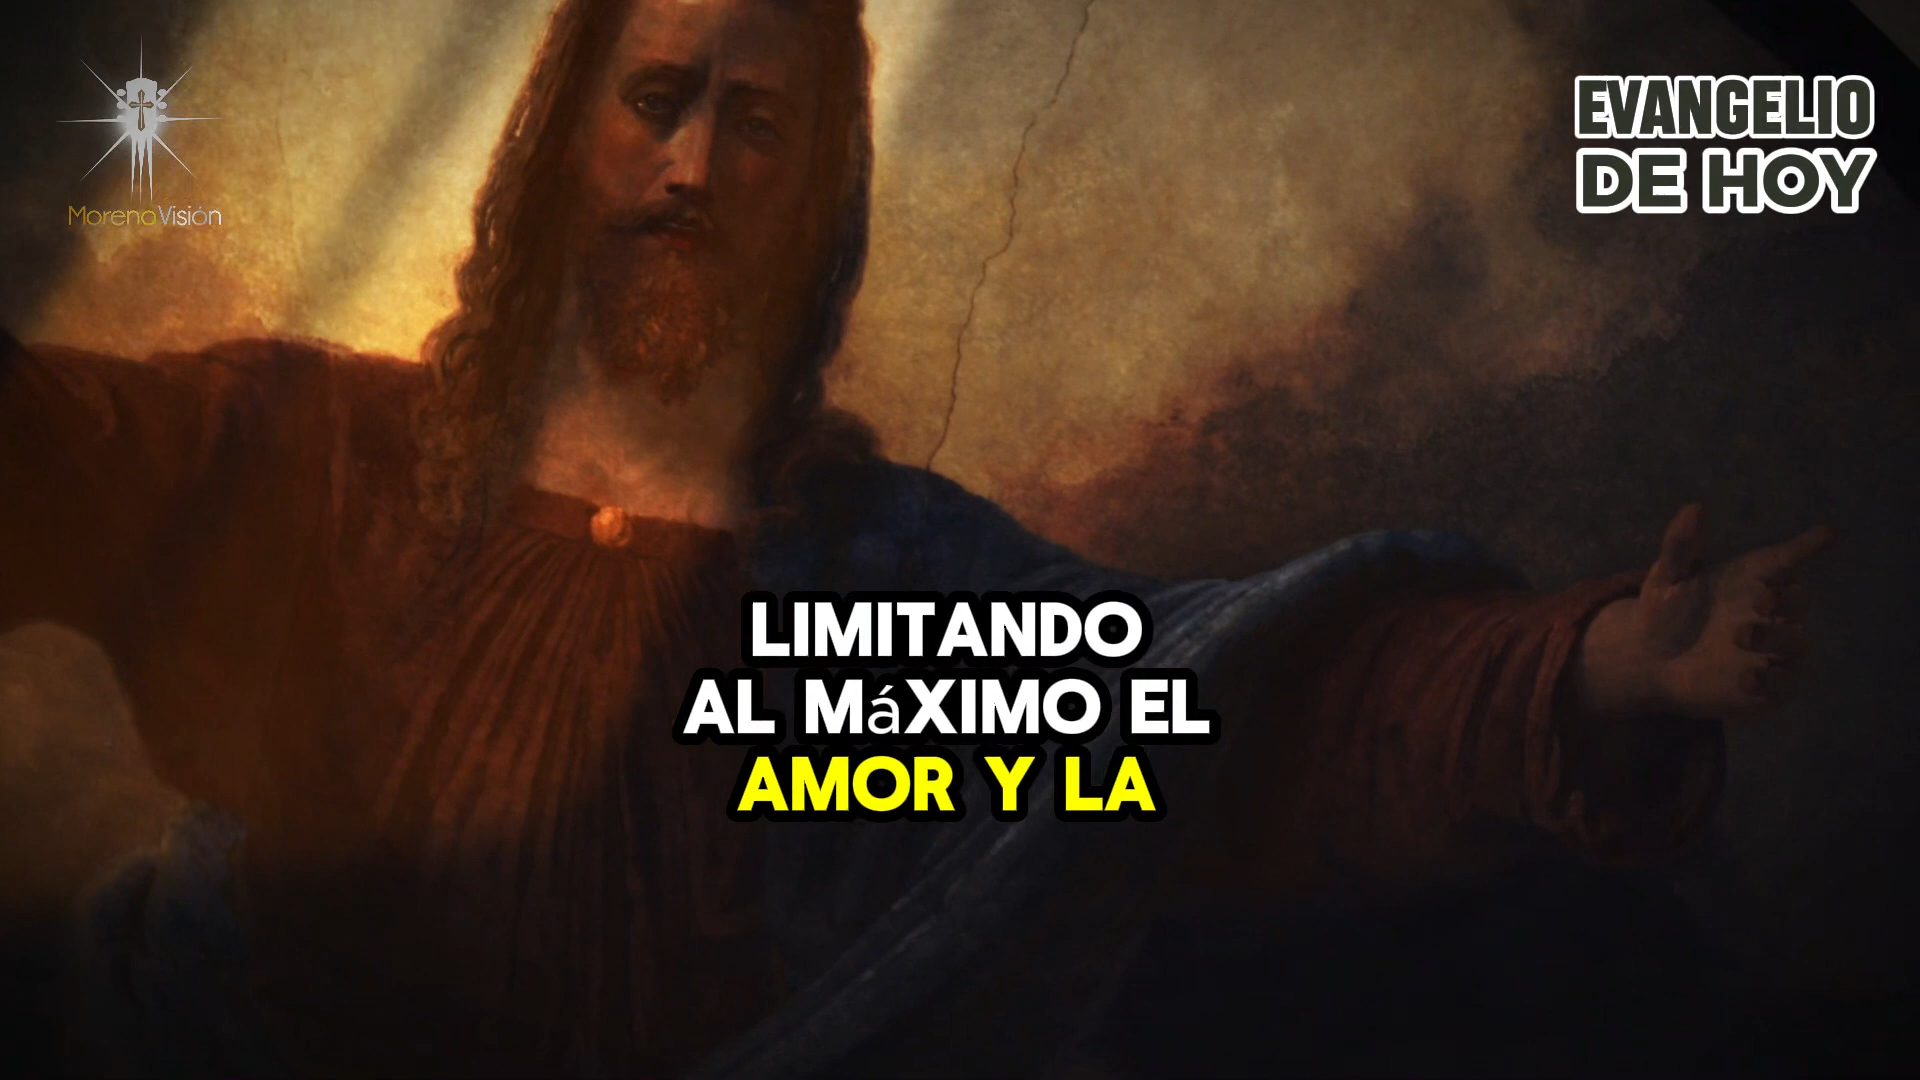 MorenoVisión
EVANGELIO
DE HOY
LIMITANDO
AL MáXIMO EL
AMOR Y LA